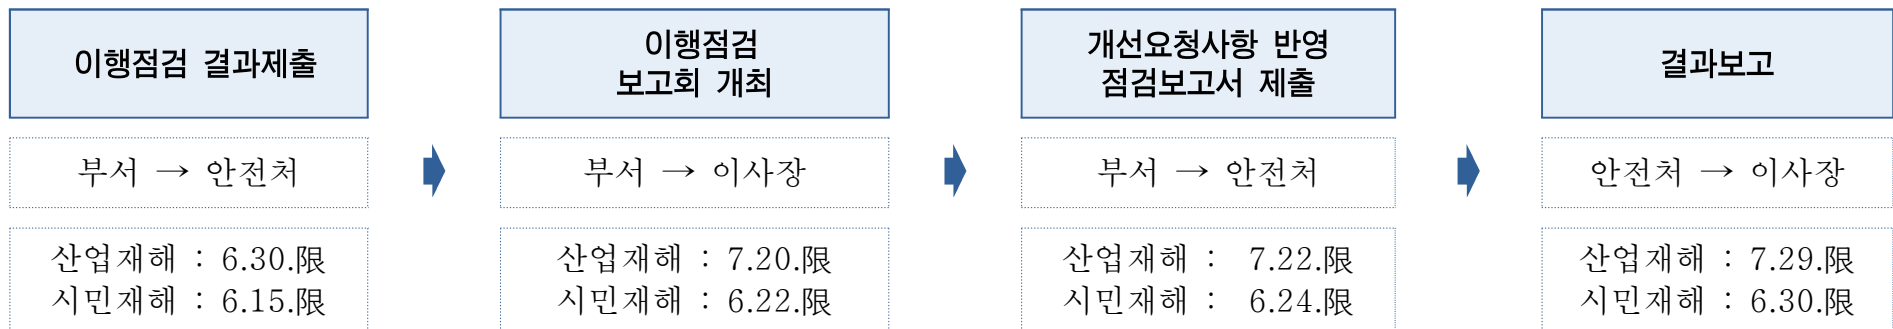 이행점검 결과제출
부서 → 안전처
산업재해 : 6.30.限
시민재해 : 6.15.限
이행점검
보고회 개최
부서 → 이사장
산업재해 : 7.20.限
시민재해 : 6.22.限
개선요청사항 반영
점검보고서 제출
부서 → 안전처
산업재해 : 7.22.限
시민재해 : 6.24.限
결과보고
안전처 → 이사장
산업재해 : 7.29.限
시민재해 : 6.30.限